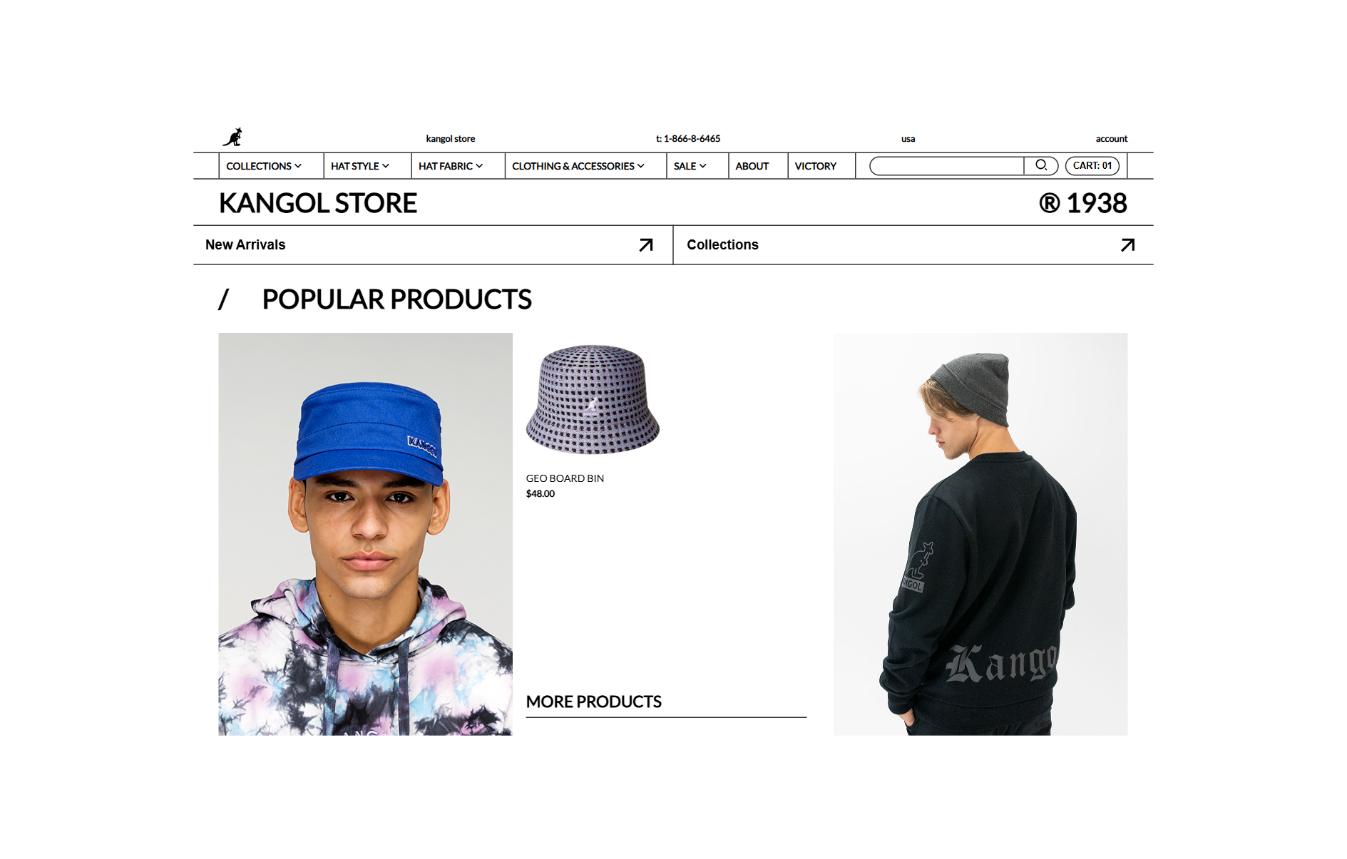 kangol store
t: 1-866-8-6465
usa
account
COLLECTIONS
HAT STYLE
HAT FABRIC
CLOTHING & ACCESSORIES
SALE
ABOUT
VICTORY
CART: 01
KANGOL STORE
® 1938
New Arrivals
Collections
/ POPULAR PRODUCTS
KANGOL
GEO BOARD BIN
$48.00
Kango
MORE PRODUCTS